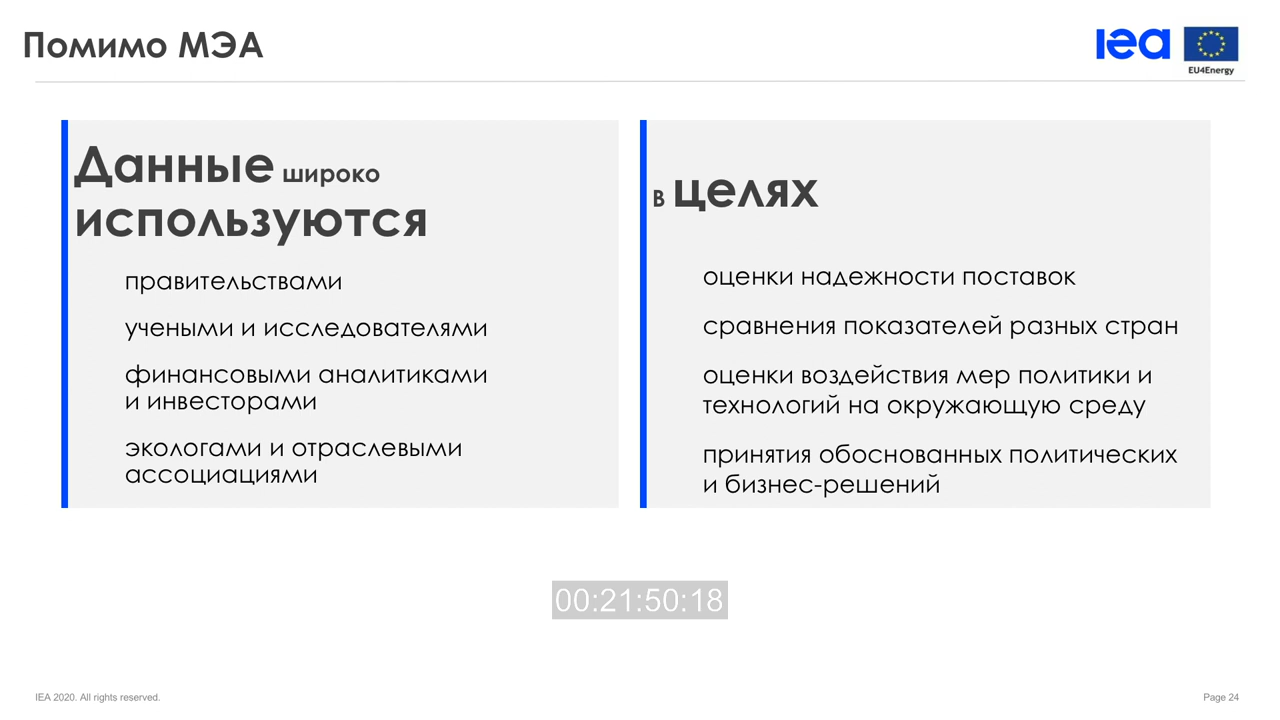 Помимо МЭА
iea
EU4Energy
Данные широко
используются
правительствами
учеными и исследователями
финансовыми аналитиками
и инвесторами
экологами и отраслевыми
ассоциациями
в целях
оценки надежности поставок
сравнения показателей разных стран
оценки воздействия мер политики и
технологий на окружающую среду
принятия обоснованных политических
и бизнес-решений
00:21:50:18
IEA 2020. All rights reserved.
Page 24